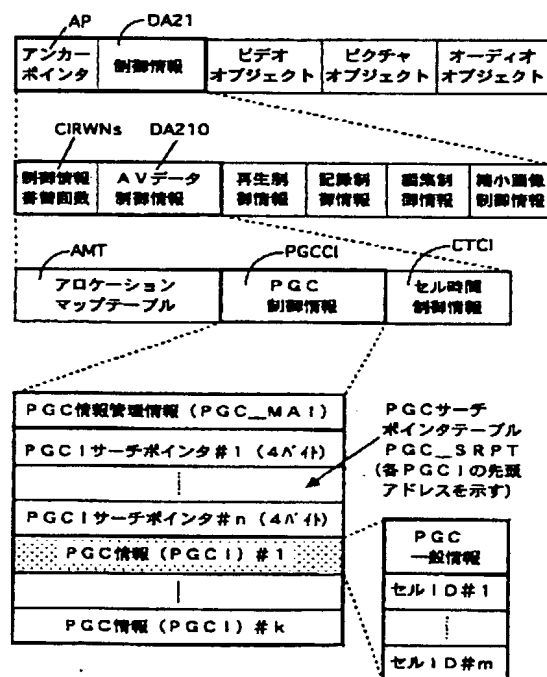 AP
DA21
アンカー
ポインタ
制御情報
ビデオ
オブジェクト
ピクチャ
オブジェクト
オーディオ
オブジェクト
CIRWNs
DA210
制御情報
書替回数
AVデータ
制御情報
再生制
御情報
記録制
御情報
編集制
御情報
縮小画像
制御情報
AMT
PGCCI
CTCI
アロケーション
マップテーブル
PGC
制御情報
セル時間
制御情報
PGC情報管理情報(PGC_MAI)
PGCIサーチポインタ#1(4バイト)
PGCIサーチポインタ#n(4バイト)
PGC情報(PGCI)#1
PGC情報(PGCI)#k
PGCサーチ
ポインタテーブル
PGC_SRPT
(各PGCIの先頭
アドレスを示す)
PGC
一般情報
セルID#1
セルID#m